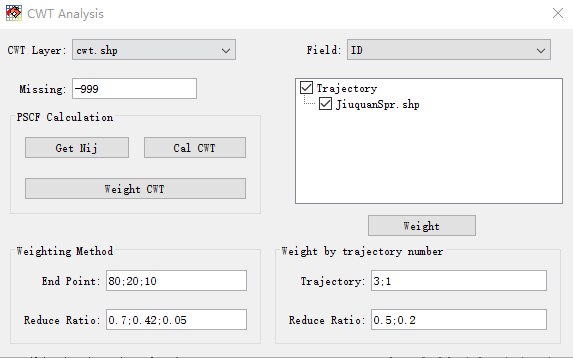 CWT Analysis
CWT Layer: cwt.shp
Field: ID
Missing: -999
Trajectory
JiuquanSpr.shp
PSCF Calculation
Get Nij
Cal CWT
Weight CWT
Weight
Weighting Method
End Point: 80;20;10
Reduce Ratio: 0.7;0.42;0.05
Weight by trajectory number
Trajectory: 3;1
Reduce Ratio: 0.5;0.2